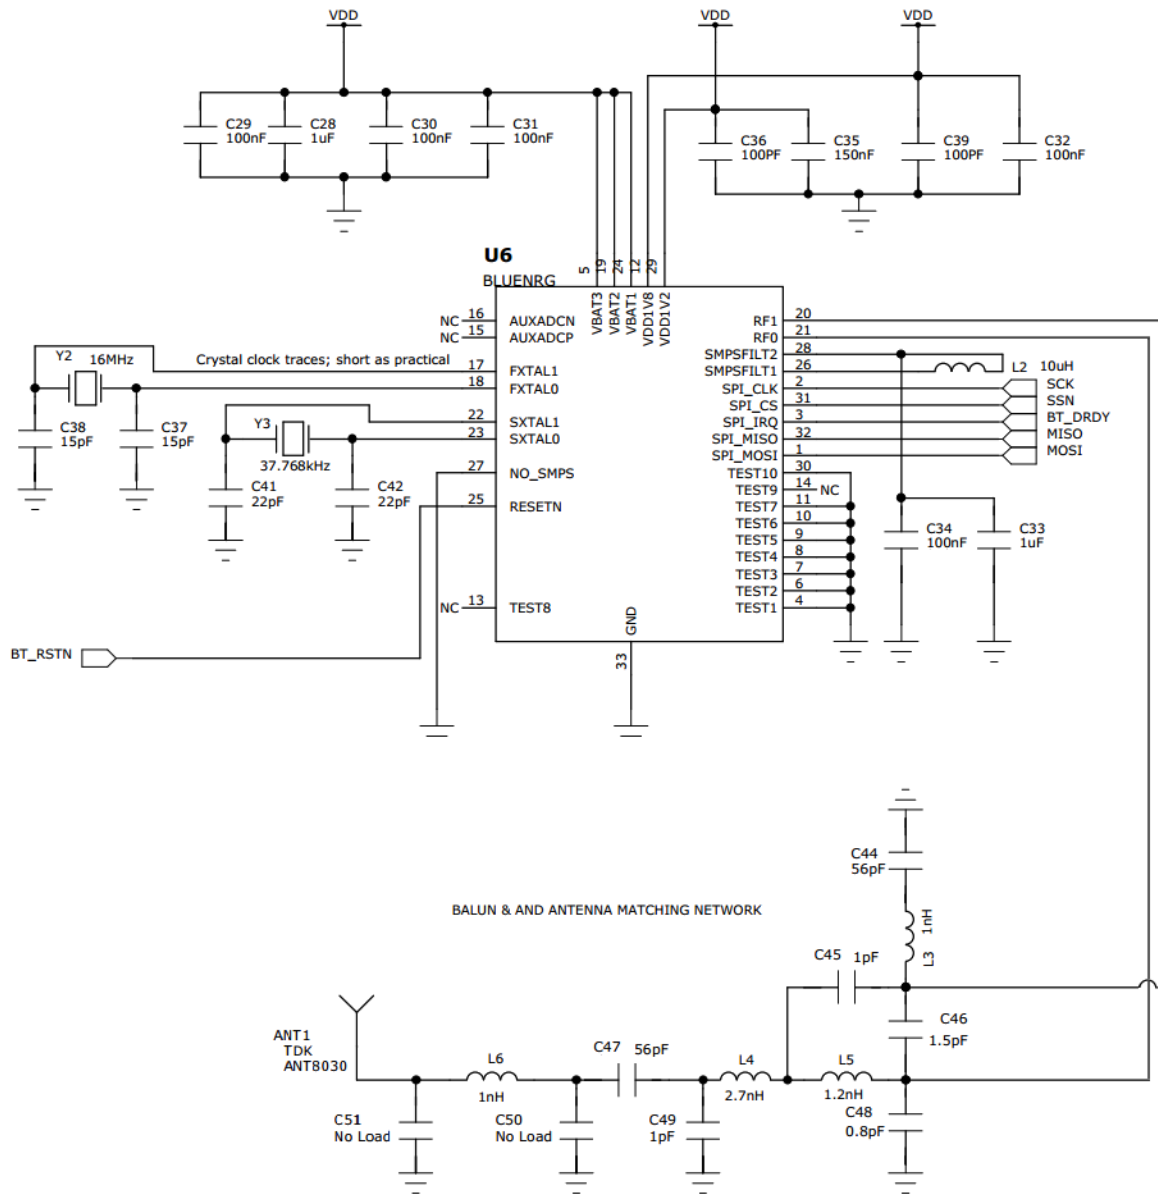 VDD
VDD
VDD
C29
100nF
C28
1uF
C30
100nF
C31
100nF
C36
100PF
C35
150nF
C39
100PF
C32
100nF
U6
BLUENRG
5
19
24
12
29
VBAT3
VBAT2
VBAT1
VDD1V8
VDD1V2
NC 16 AUXADCN
NC 15 AUXADCP
Crystal clock traces; short as practical
17 FXTAL1
18 FXTAL0
22 SXTAL1
23 SXTAL0
27 NO_SMPS
25 RESETN
NC 13 TEST8
RF1 20
RF0 21
SMPSFILT2 28
SMPSFILT1 26
SPI_CLK 2
SPI_CS 31
SPI_IRQ 3
SPI_MISO 32
SPI_MOSI 1
TEST10 30
TEST9 14 NC
TEST7 11
TEST6 10
TEST5 9
TEST4 8
TEST3 7
TEST2 6
TEST1 4
GND
33
L2 10uH
SCK
SSN
BT_DRDY
MISO
MOSI
Y2 16MHz
C38
15pF
C37
15pF
Y3
37.768kHz
C41
22pF
C42
22pF
C34
100nF
C33
1uF
BT_RSTN
BALUN & AND ANTENNA MATCHING NETWORK
C44
56pF
1nH
L3
C45 1pF
C46
1.5pF
ANT1
TDK
ANT8030
L6
1nH
C47 56pF
L4
2.7nH
L5
1.2nH
C51
No Load
C50
No Load
C49
1pF
C48
0.8pF